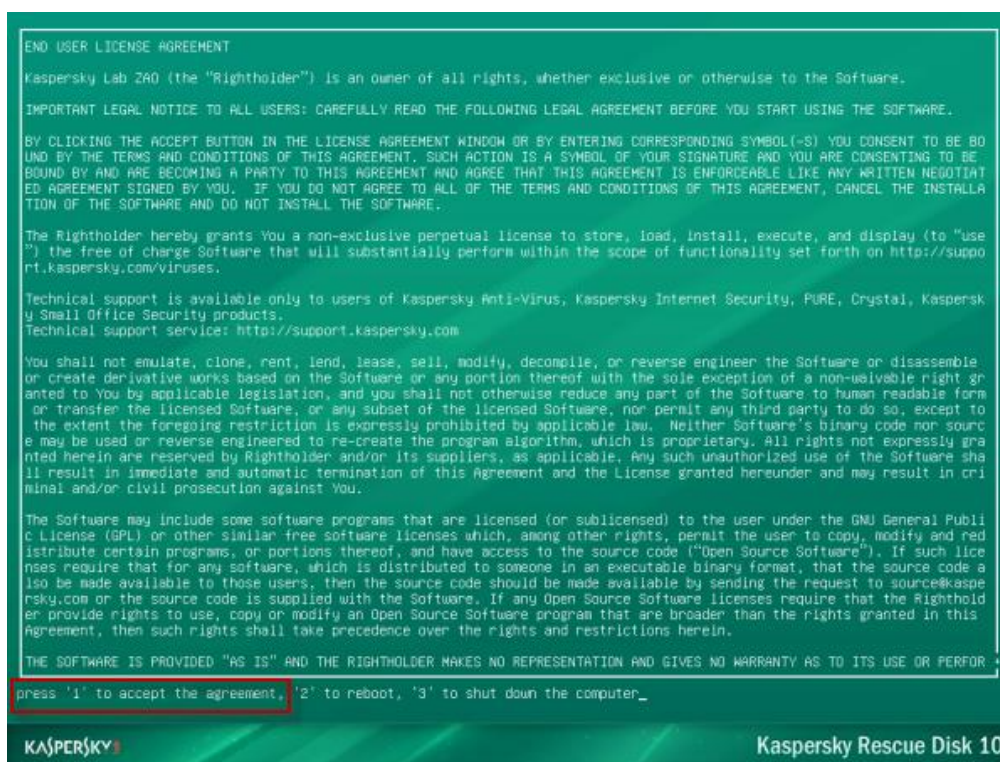 END USER LICENSE AGREEMENT
Kaspersky Lab ZAO (the "Rightholder") is an owner of all rights, whether exclusive or otherwise to the Software.
IMPORTANT LEGAL NOTICE TO ALL USERS: CAREFULLY READ THE FOLLOWING LEGAL AGREEMENT BEFORE YOU START USING THE SOFTWARE.
BY CLICKING THE ACCEPT BUTTON IN THE LICENSE AGREEMENT WINDOW OR BY ENTERING CORRESPONDING SYMBOL(-S) YOU CONSENT TO BE BO
UND BY THE TERMS AND CONDITIONS OF THIS AGREEMENT. SUCH ACTION IS A SYMBOL OF YOUR SIGNATURE AND YOU ARE CONSENTING TO BE
BOUND BY AND ARE BECOMING A PARTY TO THIS AGREEMENT AND AGREE THAT THIS AGREEMENT IS ENFORCEABLE LIKE ANY WRITTEN NEGOTIAT
ED AGREEMENT SIGNED BY YOU.  IF YOU DO NOT AGREE TO ALL OF THE TERMS AND CONDITIONS OF THIS AGREEMENT, CANCEL THE INSTALLA
TION OF THE SOFTWARE AND DO NOT INSTALL THE SOFTWARE.
The Rightholder hereby grants You a non-exclusive perpetual license to store, load, install, execute, and display (to "use
") the free of charge Software that will substantially perform within the scope of functionality set forth on http://suppo
rt.kaspersky.com/viruses.
Technical support is available only to users of Kaspersky Anti-Virus, Kaspersky Internet Security, PURE, Crystal, Kaspersk
y Small Office Security products.
Technical support service: http://support.kaspersky.com
You shall not emulate, clone, rent, lend, lease, sell, modify, decompile, or reverse engineer the Software or disassemble
or create derivative works based on the Software or any portion thereof with the sole exception of a non-waivable right gr
anted to You by applicable legislation, and you shall not otherwise reduce any part of the Software to human readable form
or transfer the licensed Software, or any subset of the licensed Software, nor permit any third party to do so, except to
the extent the foregoing restriction is expressly prohibited by applicable law.  Neither Software's binary code nor sourc
e may be used or reverse engineered to re-create the program algorithm, which is proprietary. All rights not expressly gra
nted herein are reserved by Rightholder and/or its suppliers, as applicable. Any such unauthorized use of the Software sha
ll result in immediate and automatic termination of this Agreement and the License granted hereunder and may result in cri
minal and/or civil prosecution against You.
The Software may include some software programs that are licensed (or sublicensed) to the user under the GNU General Publi
c License (GPL) or other similar free software licenses which, among other rights, permit the user to copy, modify and red
istribute certain programs, or portions thereof, and have access to the source code ("Open Source Software"). If such lice
nses require that for any software, which is distributed to someone in an executable binary format, that the source code a
lso be made available to those users, then the source code should be made available by sending the request to source@kaspe
rsky.com or the source code is supplied with the Software. If any Open Source Software licenses require that the Righthold
er provide rights to use, copy or modify an Open Source Software program that are broader than the rights granted in this
Agreement, then such rights shall take precedence over the rights and restrictions herein.
THE SOFTWARE IS PROVIDED "AS IS" AND THE RIGHTHOLDER MAKES NO REPRESENTATION AND GIVES NO WARRANTY AS TO ITS USE OR PERFOR
press '1' to accept the agreement, '2' to reboot, '3' to shut down the computer_
KASPERSKY
Kaspersky Rescue Disk 10